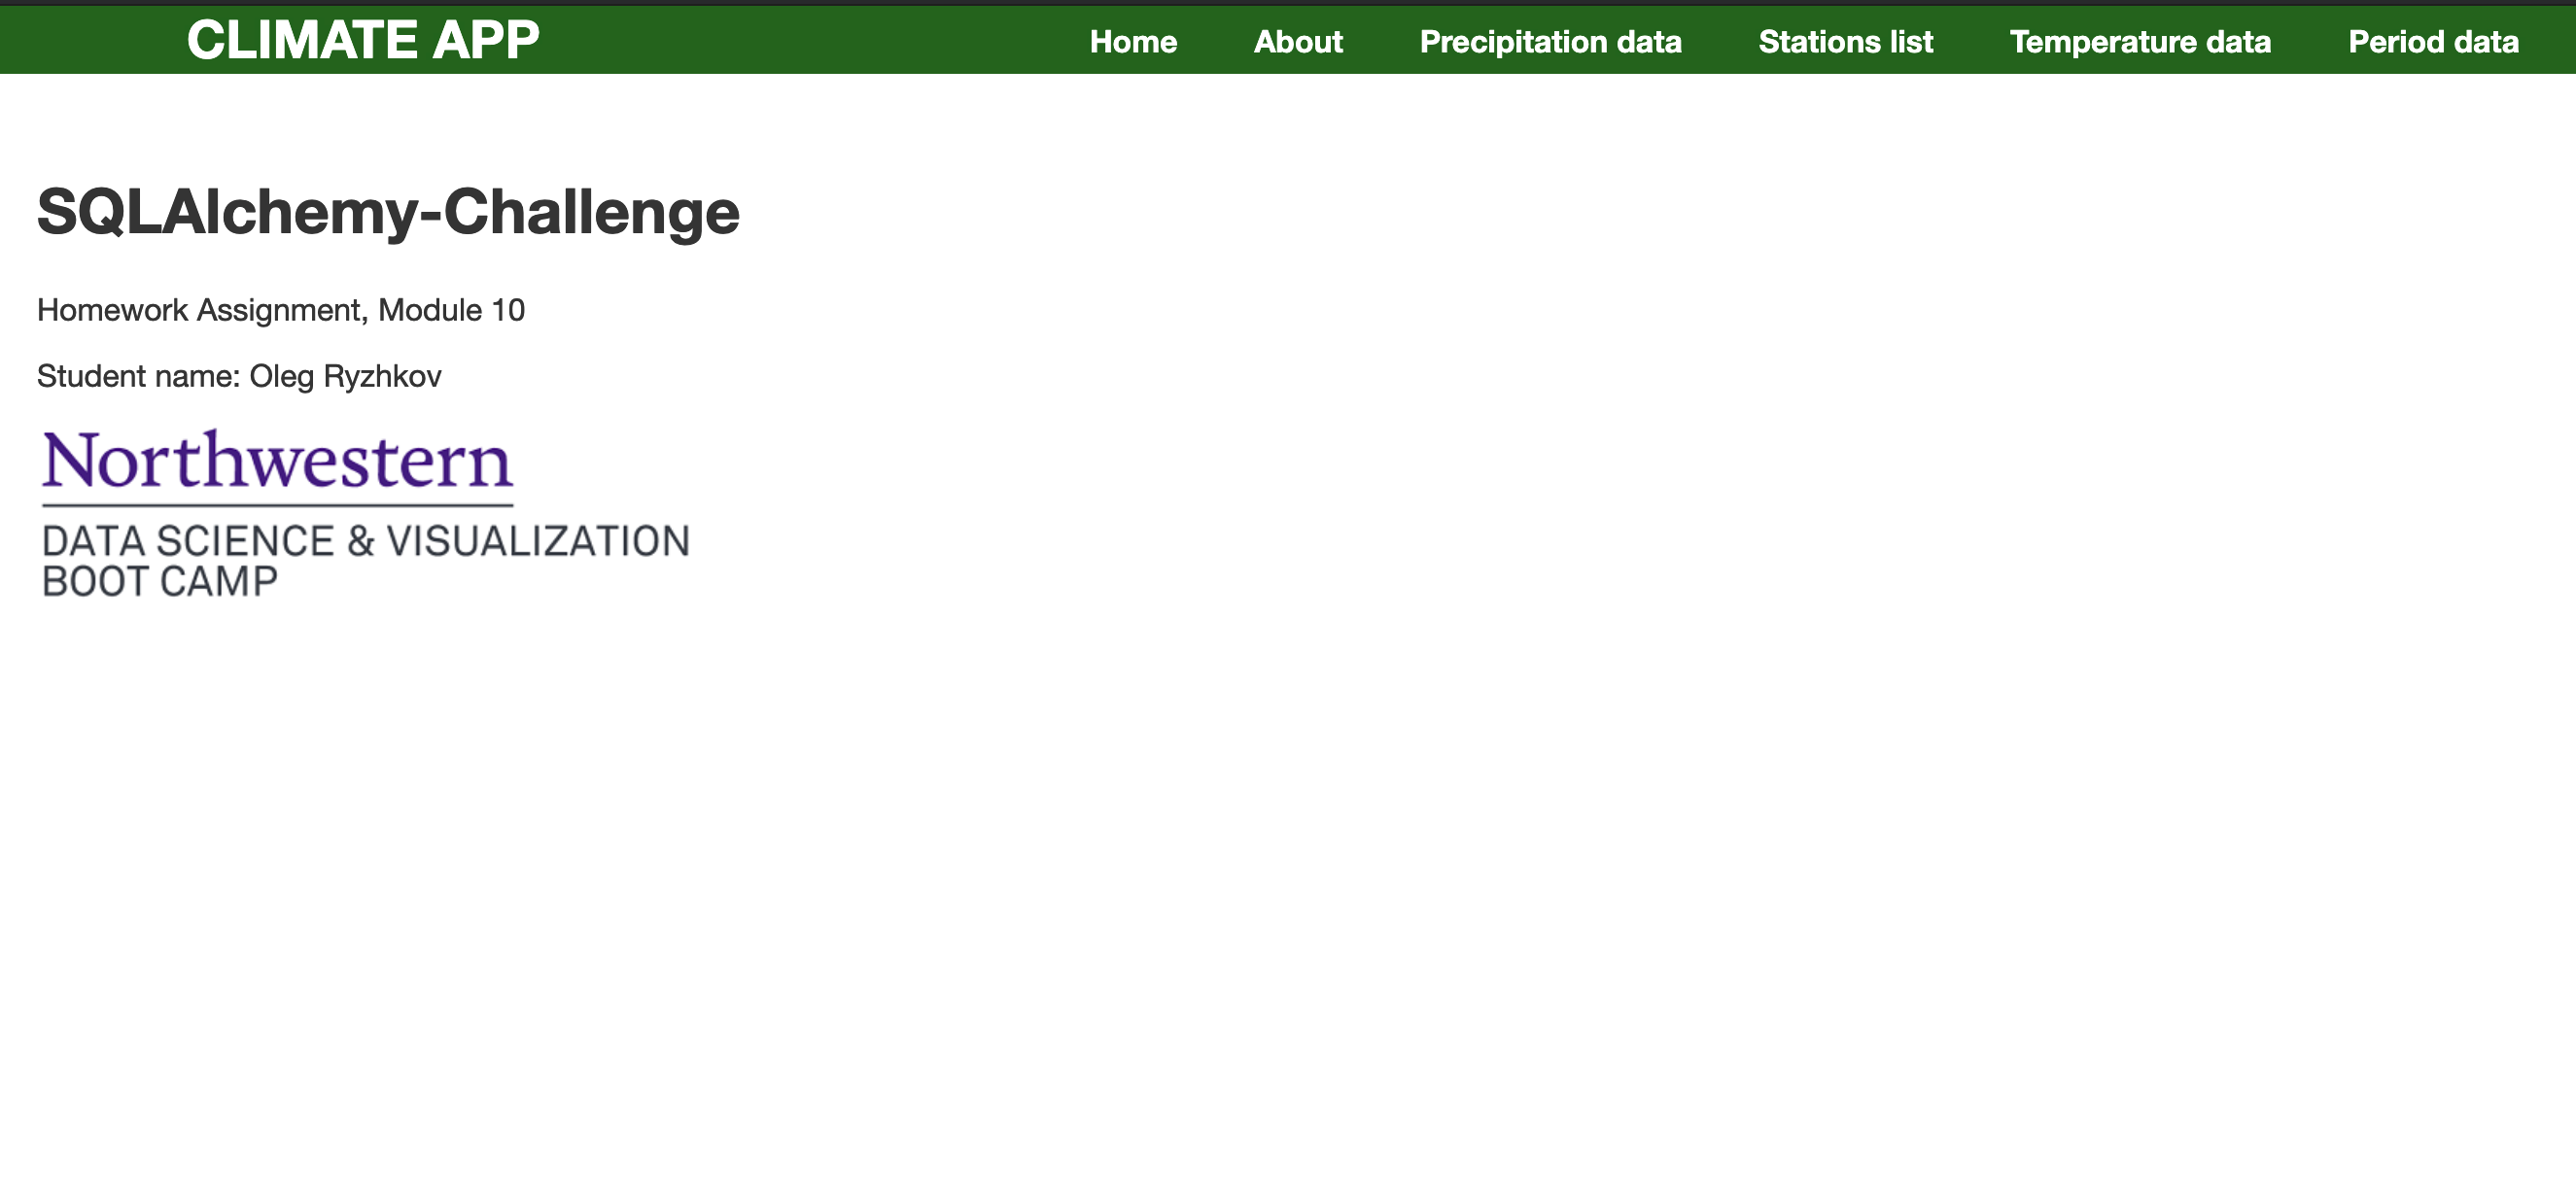 CLIMATE APP Home About Precipitation data Stations list Temperature data Period data
SQLAlchemy-Challenge
Homework Assignment, Module 10
Student name: Oleg Ryzhkov
Northwestern
DATA SCIENCE & VISUALIZATION
BOOT CAMP